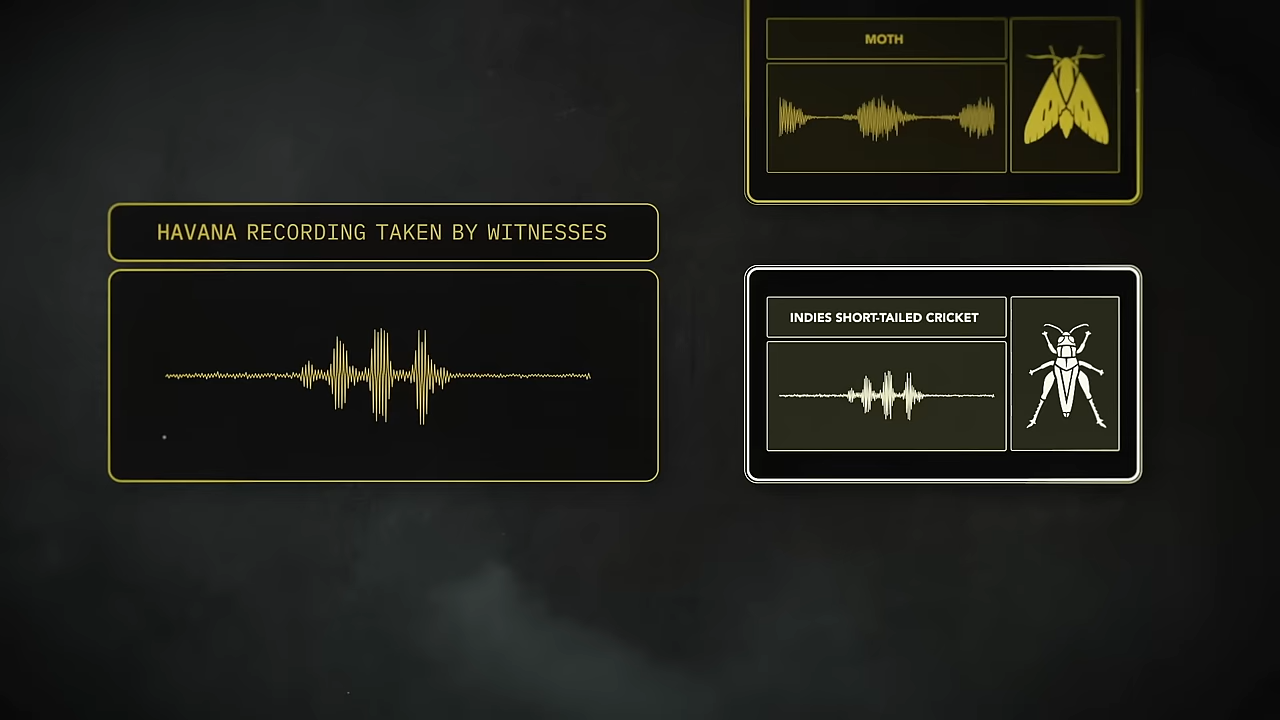 MOTH
HAVANA RECORDING TAKEN BY WITNESSES
INDIES SHORT-TAILED CRICKET